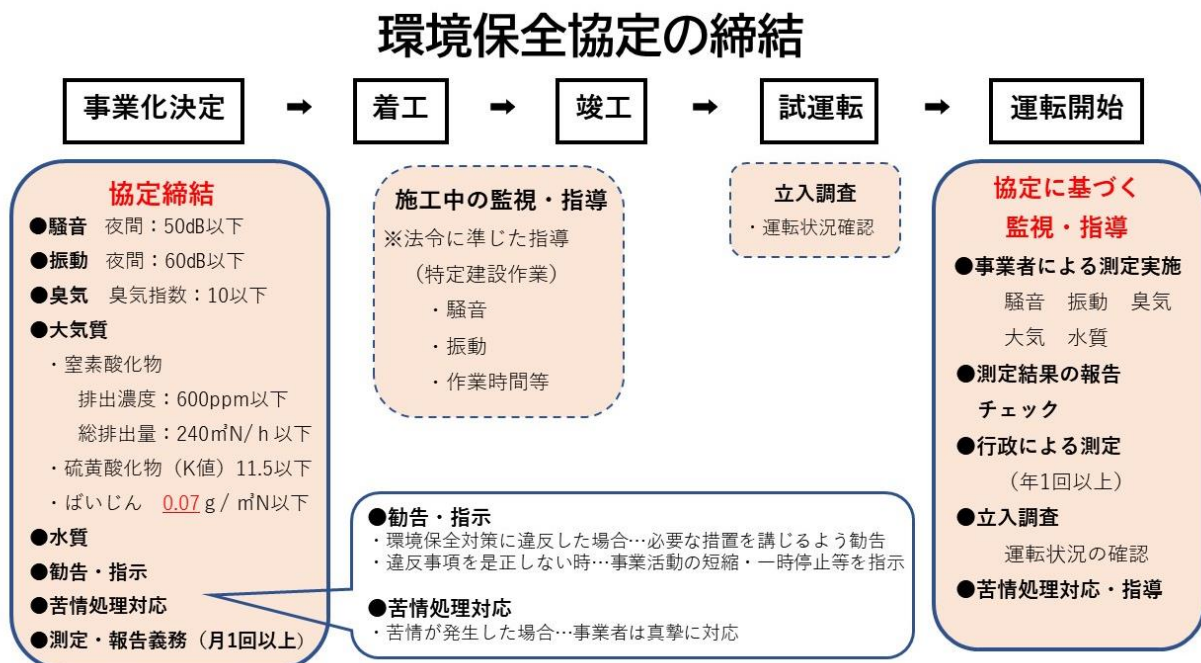 環境保全協定の締結
事業化決定 ➡ 着工 ➡ 竣工 ➡ 試運転 ➡ 運転開始
協定締結
●騒音 夜間：50dB以下
●振動 夜間：60dB以下
●臭気 臭気指数：10以下
●大気質
・窒素酸化物
排出濃度：600ppm以下
総排出量：240㎥N/ｈ以下
・硫黄酸化物（K値）11.5以下
・ばいじん 0.07ｇ/ ㎥N以下
●水質
●勧告・指示
●苦情処理対応
●測定・報告義務（月1回以上）
施工中の監視・指導
※法令に準じた指導
（特定建設作業）
・騒音
・振動
・作業時間等
立入調査
・運転状況確認
●勧告・指示
・環境保全対策に違反した場合…必要な措置を講じるよう勧告
・違反事項を是正しない時…事業活動の短縮・一時停止等を指示
●苦情処理対応
・苦情が発生した場合…事業者は真摯に対応
協定に基づく
監視・指導
●事業者による測定実施
騒音 振動 臭気
大気 水質
●測定結果の報告
チェック
●行政による測定
（年1回以上）
●立入調査
運転状況の確認
●苦情処理対応・指導